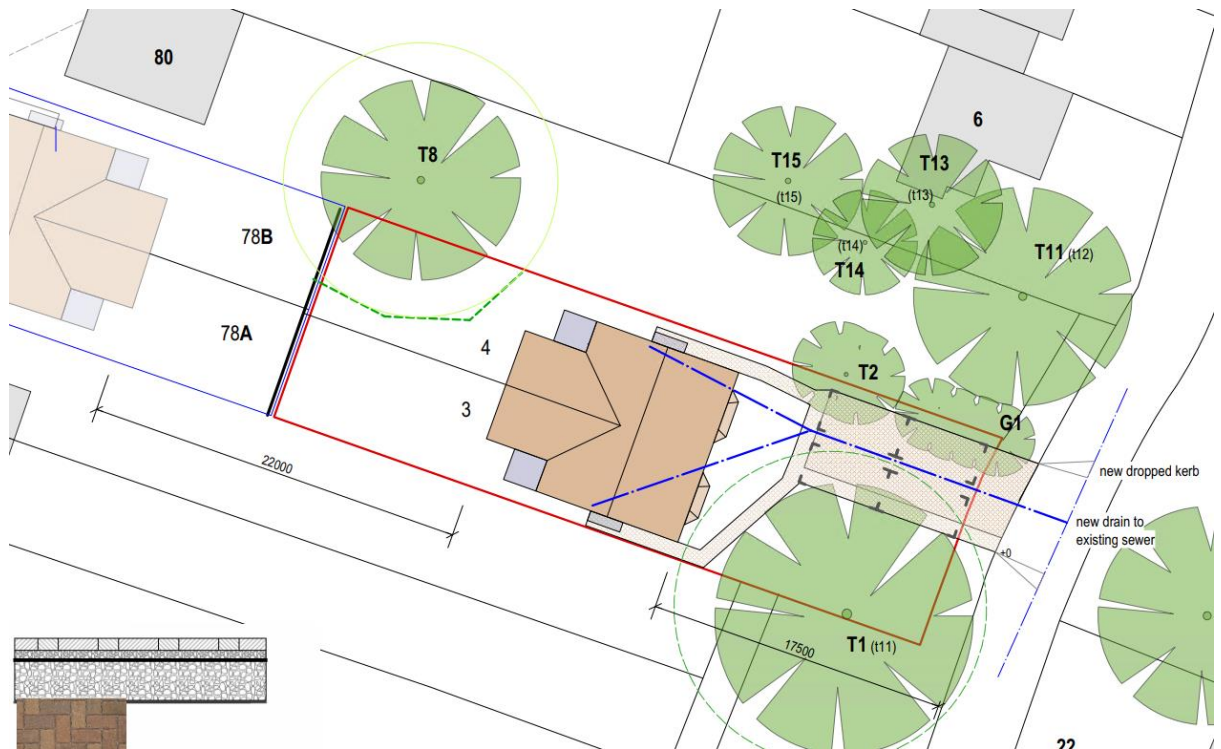 80
6
T8
T15
(t15)
T13
(t13)
(t14)°
T14
T11 (t12)
78B
78A
4
3
T2
G1
22000
new dropped kerb
new drain to
existing sewer
+0
T1 (t11)
17500
22